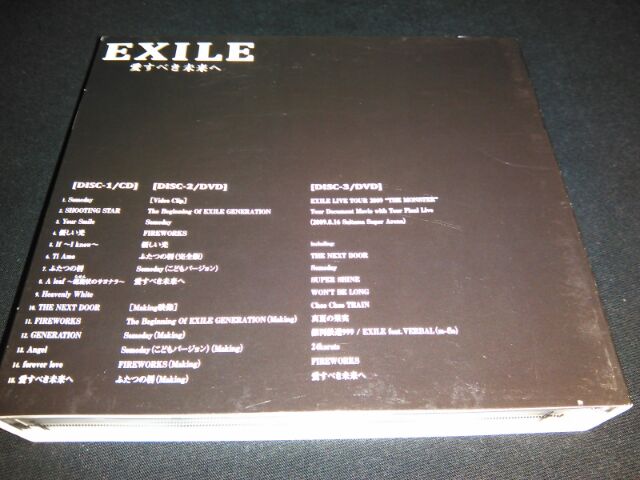 EXILE
愛すべき未来へ
[DISC-1/CD]
1. Someday
2. SHOOTING STAR
3. Your Smile
4. 優しい光
5. If ～I know～
6. Ti Amo
7. ふたつの唇
8. A leaf ～組曲状のサヨナラ～
9. Heavenly White
10. THE NEXT DOOR
11. FIREWORKS
12. GENERATION
13. Angel
14. forever love
15. 愛すべき未来へ
[DISC-2/DVD]
[Video Clip]
The Beginning Of EXILE GENERATION
Someday
FIREWORKS
優しい光
ふたつの唇(完全版)
Someday(こどもバージョン)
愛すべき未来へ
[Making映像]
The Beginning Of EXILE GENERATION(Making)
Someday(Making)
Someday(こどもバージョン)(Making)
FIREWORKS(Making)
ふたつの唇(Making)
[DISC-3/DVD]
EXILE LIVE TOUR 2009 "THE MONSTER"
Tour Document Movie with Tour Final Live
(2009.8.16 Saitama Super Arena)
Including:
THE NEXT DOOR
Someday
SUPER SHINE
WON'T BE LONG
Choo Choo TRAIN
真夏の果実
銀河鉄道999 / EXILE feat. VERBAL(m-flo)
24karats
FIREWORKS
愛すべき未来へ